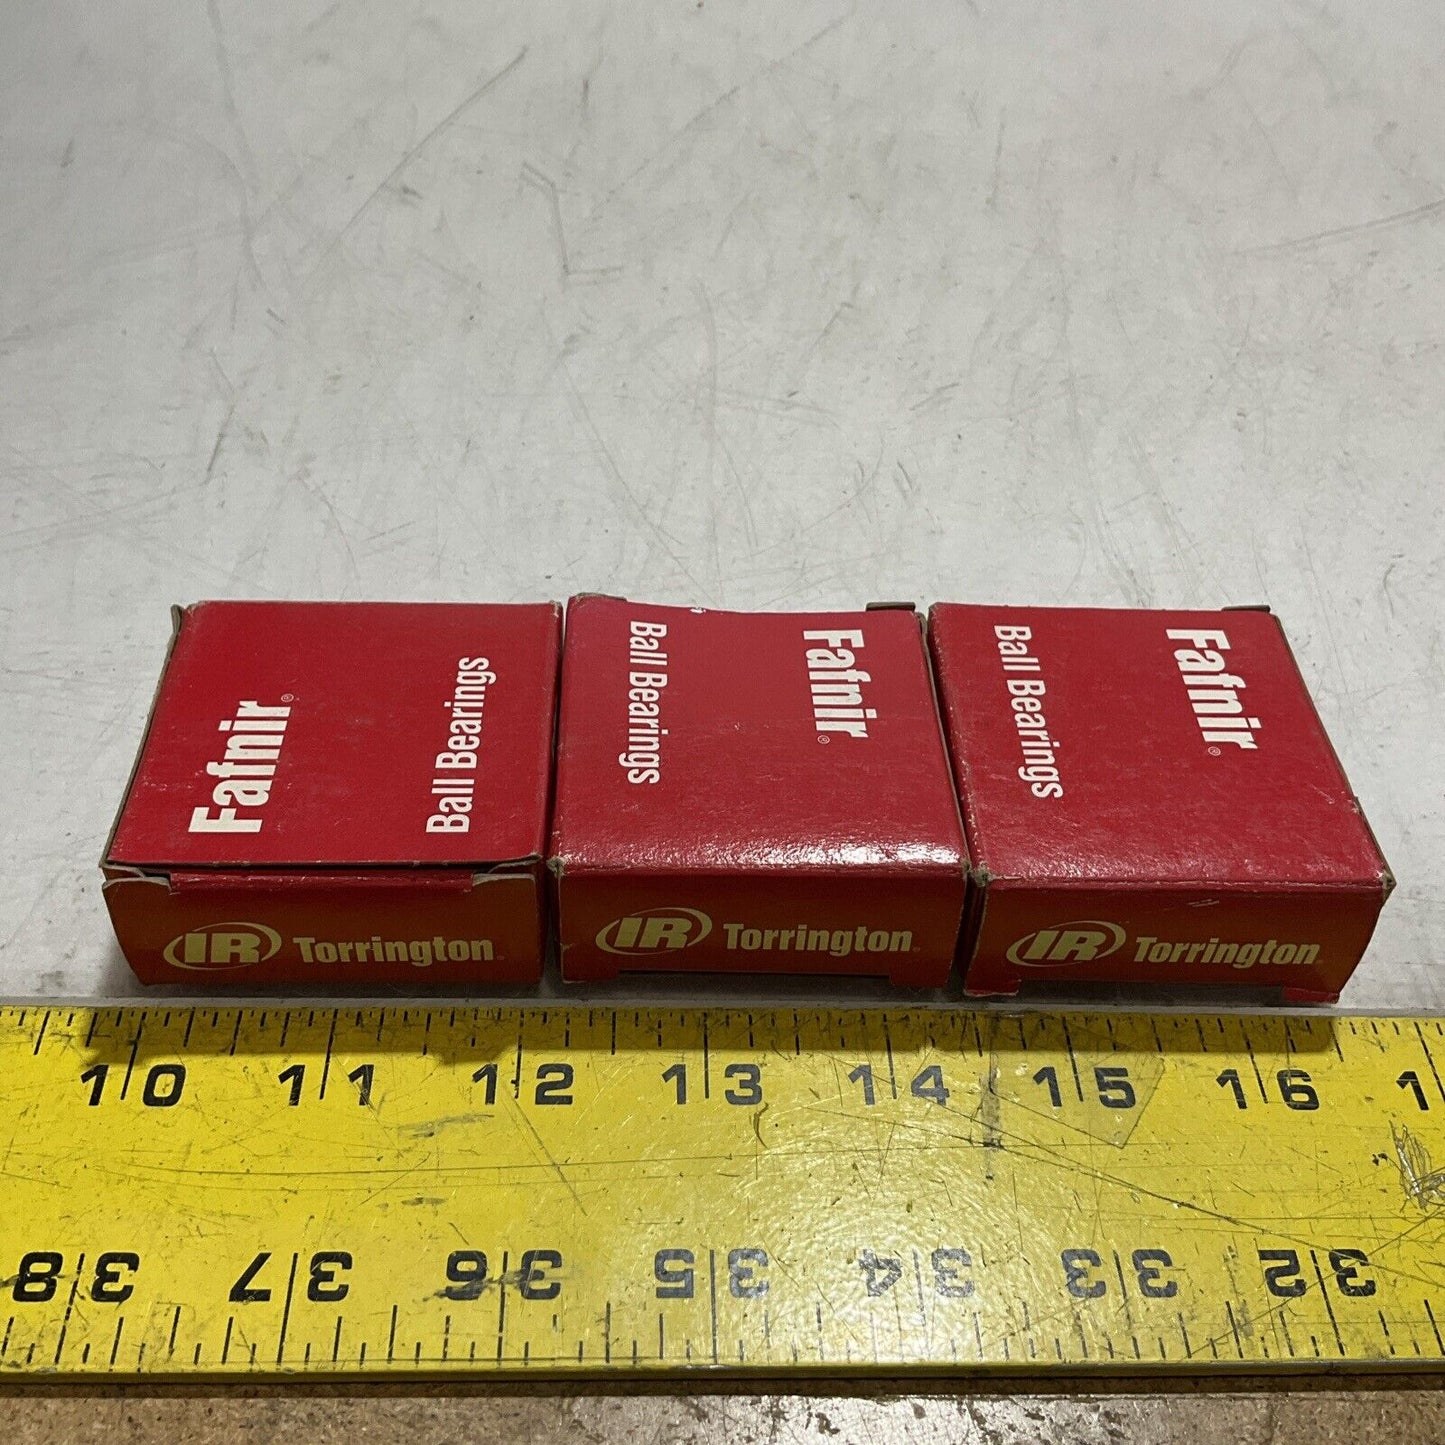 Fafnir®
Ball Bearings
IR Torrington
Ball Bearings
Fafnir®
IR Torrington
Ball Bearings
Fafnir®
IR Torrington
10 11 12 13 14 15 16 1
38 37 36 35 34 33 32